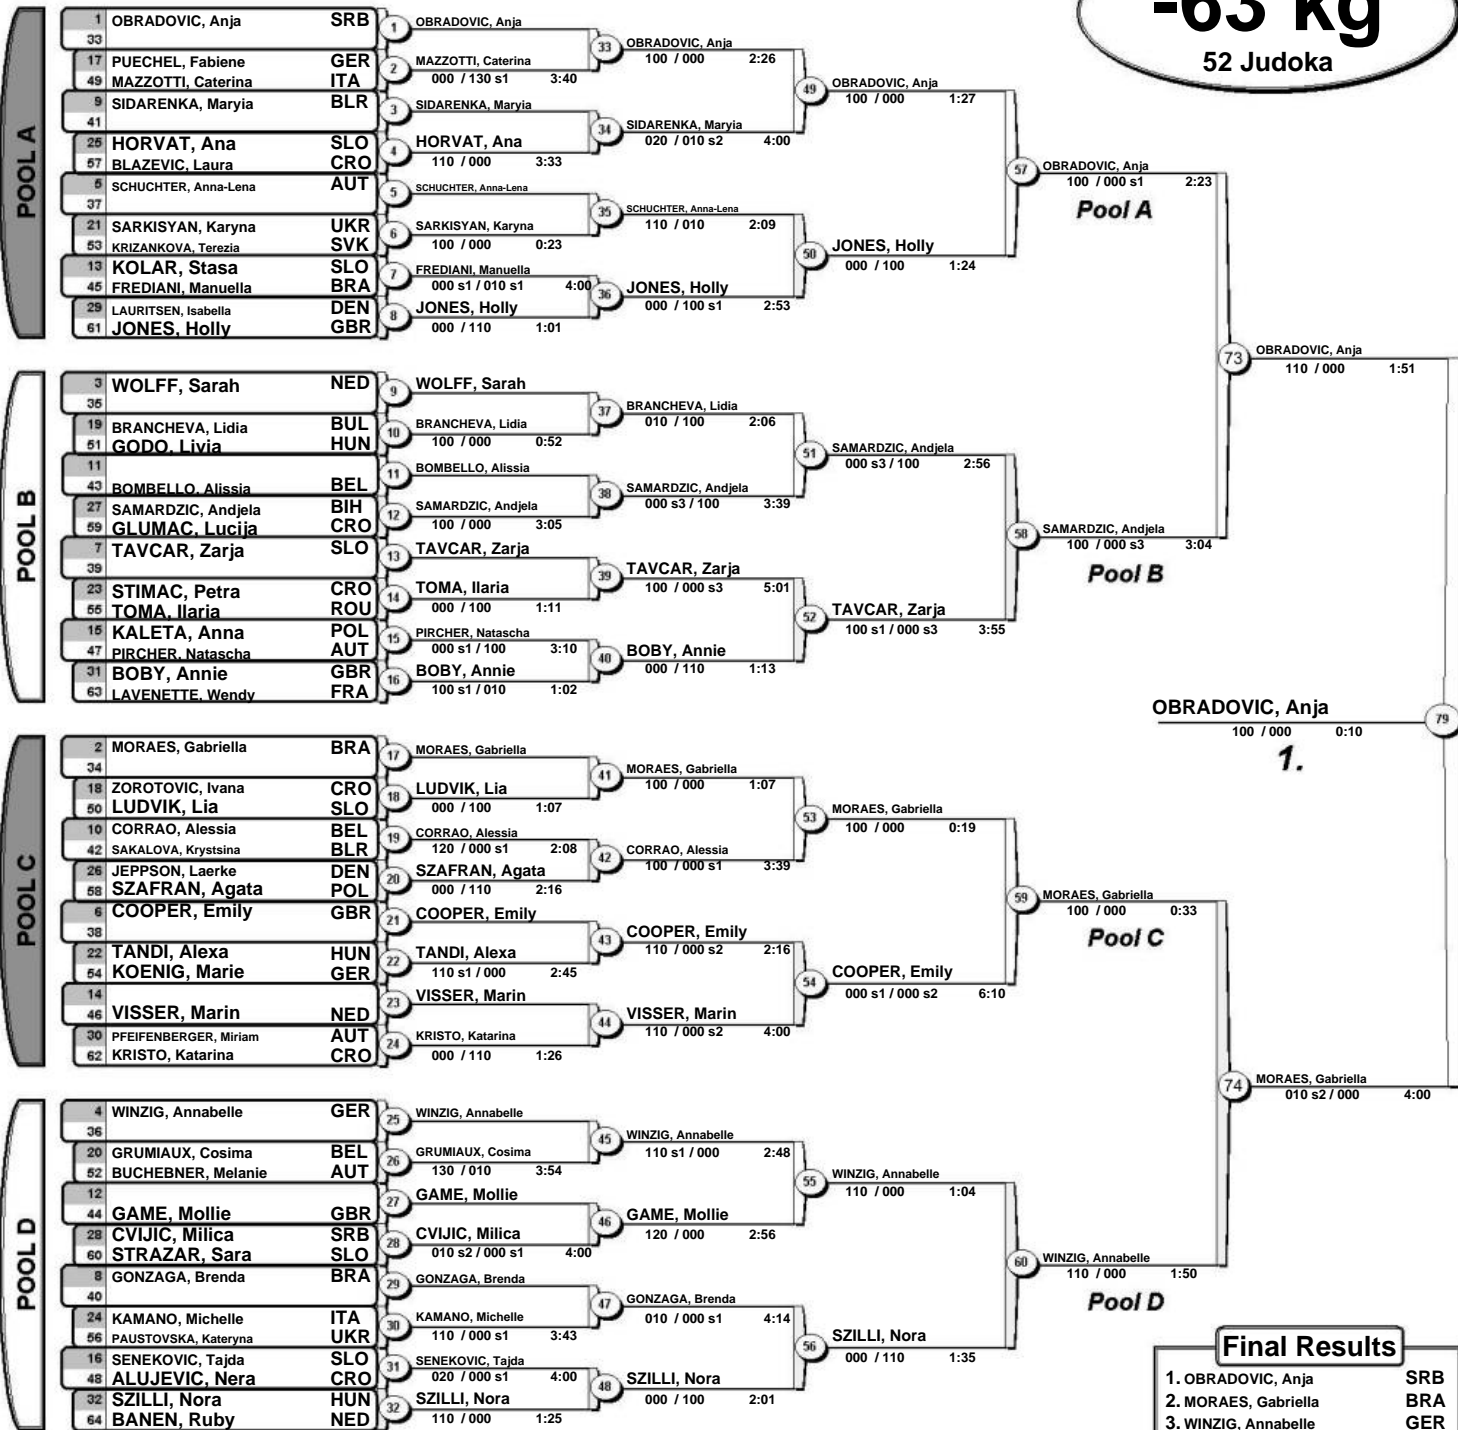 -63 kg
52 Judoka
POOL A
1 OBRADOVIC, Anja SRB
33
17 PUECHEL, Fabiene GER
49 MAZZOTTI, Caterina ITA
9 SIDARENKA, Maryia BLR
41
25 HORVAT, Ana SLO
57 BLAZEVIC, Laura CRO
5 SCHUCHTER, Anna-Lena AUT
37
21 SARKISYAN, Karyna UKR
53 KRIZANKOVA, Terezia SVK
13 KOLAR, Stasa SLO
45 FREDIANI, Manuella BRA
29 LAURITSEN, Isabella DEN
61 JONES, Holly GBR
1 OBRADOVIC, Anja
2 MAZZOTTI, Caterina
000 / 130 s1 3:40
3 SIDARENKA, Maryia
4 HORVAT, Ana
110 / 000 3:33
5 SCHUCHTER, Anna-Lena
6 SARKISYAN, Karyna
100 / 000 0:23
7 FREDIANI, Manuella
000 s1 / 010 s1 4:00
8 JONES, Holly
000 / 110 1:01
33 OBRADOVIC, Anja
100 / 000 2:26
34 SIDARENKA, Maryia
020 / 010 s2 4:00
35 SCHUCHTER, Anna-Lena
110 / 010 2:09
36 JONES, Holly
000 / 100 s1 2:53
49 OBRADOVIC, Anja
100 / 000 1:27
50 JONES, Holly
000 / 100 1:24
57 OBRADOVIC, Anja
100 / 000 s1 2:23
Pool A
POOL B
3 WOLFF, Sarah NED
35
19 BRANCHEVA, Lidia BUL
51 GODO, Livia HUN
11
43 BOMBELLO, Alissia BEL
27 SAMARDZIC, Andjela BIH
59 GLUMAC, Lucija CRO
7 TAVCAR, Zarja SLO
39
23 STIMAC, Petra CRO
55 TOMA, Ilaria ROU
15 KALETA, Anna POL
47 PIRCHER, Natascha AUT
31 BOBY, Annie GBR
63 LAVENETTE, Wendy FRA
9 WOLFF, Sarah
10 BRANCHEVA, Lidia
100 / 000 0:52
11 BOMBELLO, Alissia
12 SAMARDZIC, Andjela
100 / 000 3:05
13 TAVCAR, Zarja
14 TOMA, Ilaria
000 / 100 1:11
15 PIRCHER, Natascha
000 s1 / 100 3:10
16 BOBY, Annie
100 s1 / 010 1:02
37 BRANCHEVA, Lidia
010 / 100 2:06
38 SAMARDZIC, Andjela
000 s3 / 100 3:39
39 TAVCAR, Zarja
100 / 000 s3 5:01
40 BOBY, Annie
000 / 110 1:13
51 SAMARDZIC, Andjela
000 s3 / 100 2:56
52 TAVCAR, Zarja
100 s1 / 000 s3 3:55
58 SAMARDZIC, Andjela
100 / 000 s3 3:04
Pool B
73 OBRADOVIC, Anja
110 / 000 1:51
OBRADOVIC, Anja 79
100 / 000 0:10
1.
POOL C
2 MORAES, Gabriella BRA
34
18 ZOROTOVIC, Ivana CRO
50 LUDVIK, Lia SLO
10 CORRAO, Alessia BEL
42 SAKALOVA, Krystsina BLR
26 JEPPSON, Laerke DEN
58 SZAFRAN, Agata POL
6 COOPER, Emily GBR
38
22 TANDI, Alexa HUN
54 KOENIG, Marie GER
14
46 VISSER, Marin NED
30 PFEIFENBERGER, Miriam AUT
62 KRISTO, Katarina CRO
17 MORAES, Gabriella
18 LUDVIK, Lia
000 / 100 1:07
19 CORRAO, Alessia
120 / 000 s1 2:08
20 SZAFRAN, Agata
000 / 110 2:16
21 COOPER, Emily
22 TANDI, Alexa
110 s1 / 000 2:45
23 VISSER, Marin
24 KRISTO, Katarina
000 / 110 1:26
41 MORAES, Gabriella
100 / 000 1:07
42 CORRAO, Alessia
100 / 000 s1 3:39
43 COOPER, Emily
110 / 000 s2 2:16
44 VISSER, Marin
110 / 000 s2 4:00
53 MORAES, Gabriella
100 / 000 0:19
54 COOPER, Emily
000 s1 / 000 s2 6:10
59 MORAES, Gabriella
100 / 000 0:33
Pool C
74 MORAES, Gabriella
010 s2 / 000 4:00
POOL D
4 WINZIG, Annabelle GER
36
20 GRUMIAUX, Cosima BEL
52 BUCHEBNER, Melanie AUT
12
44 GAME, Mollie GBR
28 CVIJIC, Milica SRB
60 STRAZAR, Sara SLO
8 GONZAGA, Brenda BRA
40
24 KAMANO, Michelle ITA
56 PAUSTOVSKA, Kateryna UKR
16 SENEKOVIC, Tajda SLO
48 ALUJEVIC, Nera CRO
32 SZILLI, Nora HUN
64 BANEN, Ruby NED
25 WINZIG, Annabelle
26 GRUMIAUX, Cosima
130 / 010 3:54
27 GAME, Mollie
28 CVIJIC, Milica
010 s2 / 000 s1 4:00
29 GONZAGA, Brenda
30 KAMANO, Michelle
110 / 000 s1 3:43
31 SENEKOVIC, Tajda
020 / 000 s1 4:00
32 SZILLI, Nora
110 / 000 1:25
45 WINZIG, Annabelle
110 s1 / 000 2:48
46 GAME, Mollie
120 / 000 2:56
47 GONZAGA, Brenda
010 / 000 s1 4:14
48 SZILLI, Nora
000 / 100 2:01
55 WINZIG, Annabelle
110 / 000 1:04
56 SZILLI, Nora
000 / 110 1:35
60 WINZIG, Annabelle
110 / 000 1:50
Pool D
Final Results
1. OBRADOVIC, Anja SRB
2. MORAES, Gabriella BRA
3. WINZIG, Annabelle GER